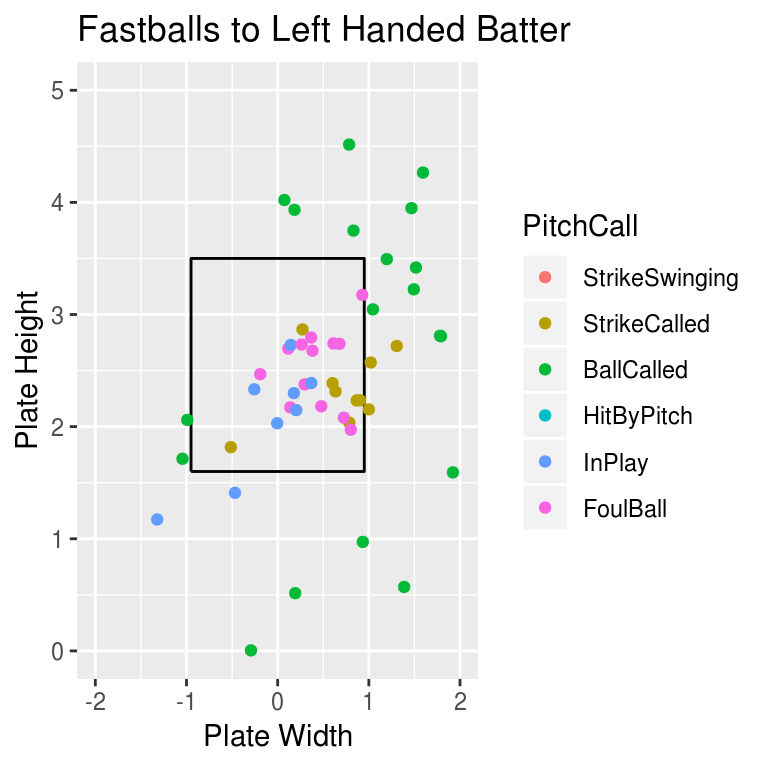 Fastballs to Left Handed Batter
5
4
3
2
1
0
Plate Height
-2 -1 0 1 2
Plate Width
PitchCall
StrikeSwinging
StrikeCalled
BallCalled
HitByPitch
InPlay
FoulBall